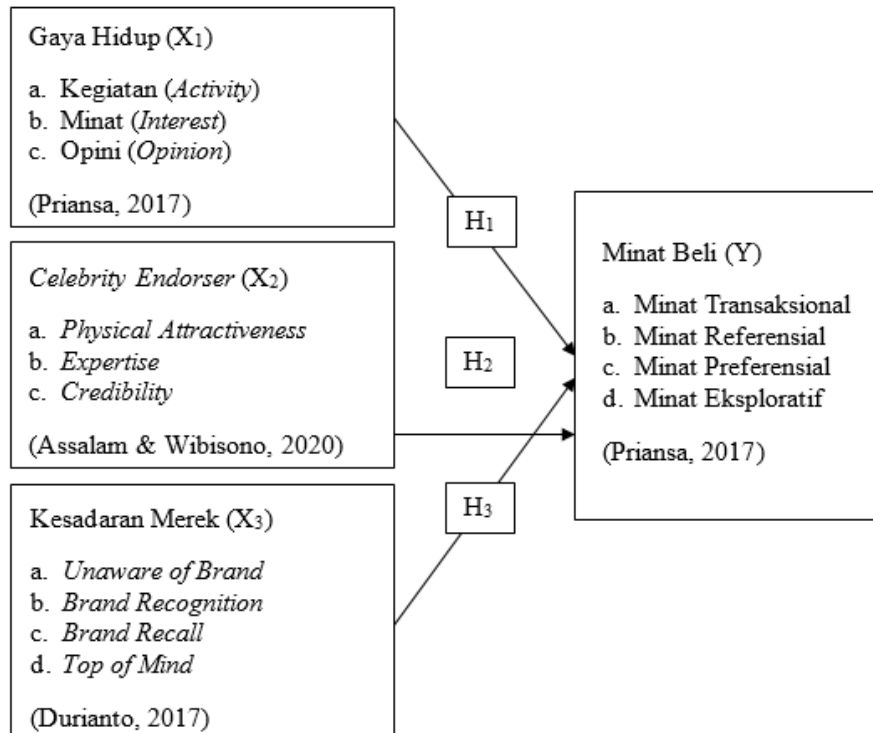 Gaya Hidup (X₁)
a. Kegiatan (Activity)
b. Minat (Interest)
c. Opini (Opinion)
(Priansa, 2017)
H₁
Celebrity Endorser (X₂)
a. Physical Attractiveness
b. Expertise
c. Credibility
(Assalam & Wibisono, 2020)
H₂
Kesadaran Merek (X₃)
a. Unaware of Brand
b. Brand Recognition
c. Brand Recall
d. Top of Mind
(Durianto, 2017)
H₃
Minat Beli (Y)
a. Minat Transaksional
b. Minat Referensial
c. Minat Preferensial
d. Minat Eksploratif
(Priansa, 2017)